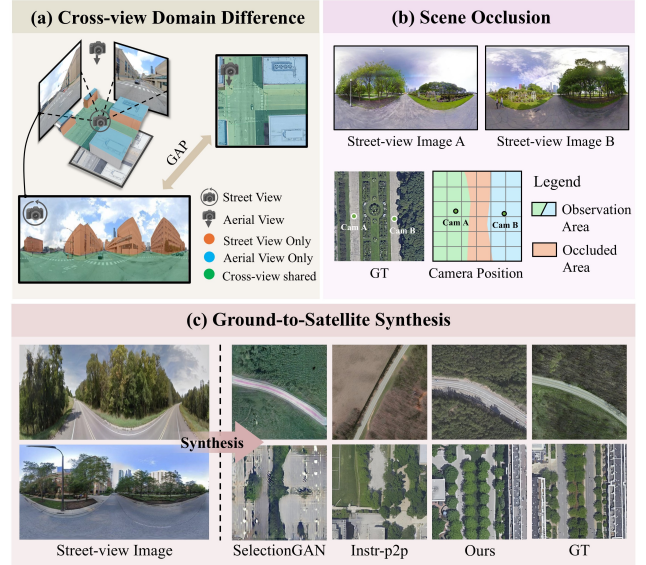 (a) Cross-view Domain Difference
GAP
Street View
Aerial View
Street View Only
Aerial View Only
Cross-view shared
(b) Scene Occlusion
Street-view Image A
Street-view Image B
Cam A
Cam B
GT
Cam A
Cam B
Camera Position
Legend
Observation
Area
Occluded
Area
(c) Ground-to-Satellite Synthesis
Synthesis
Street-view Image
SelectionGAN
Instr-p2p
Ours
GT